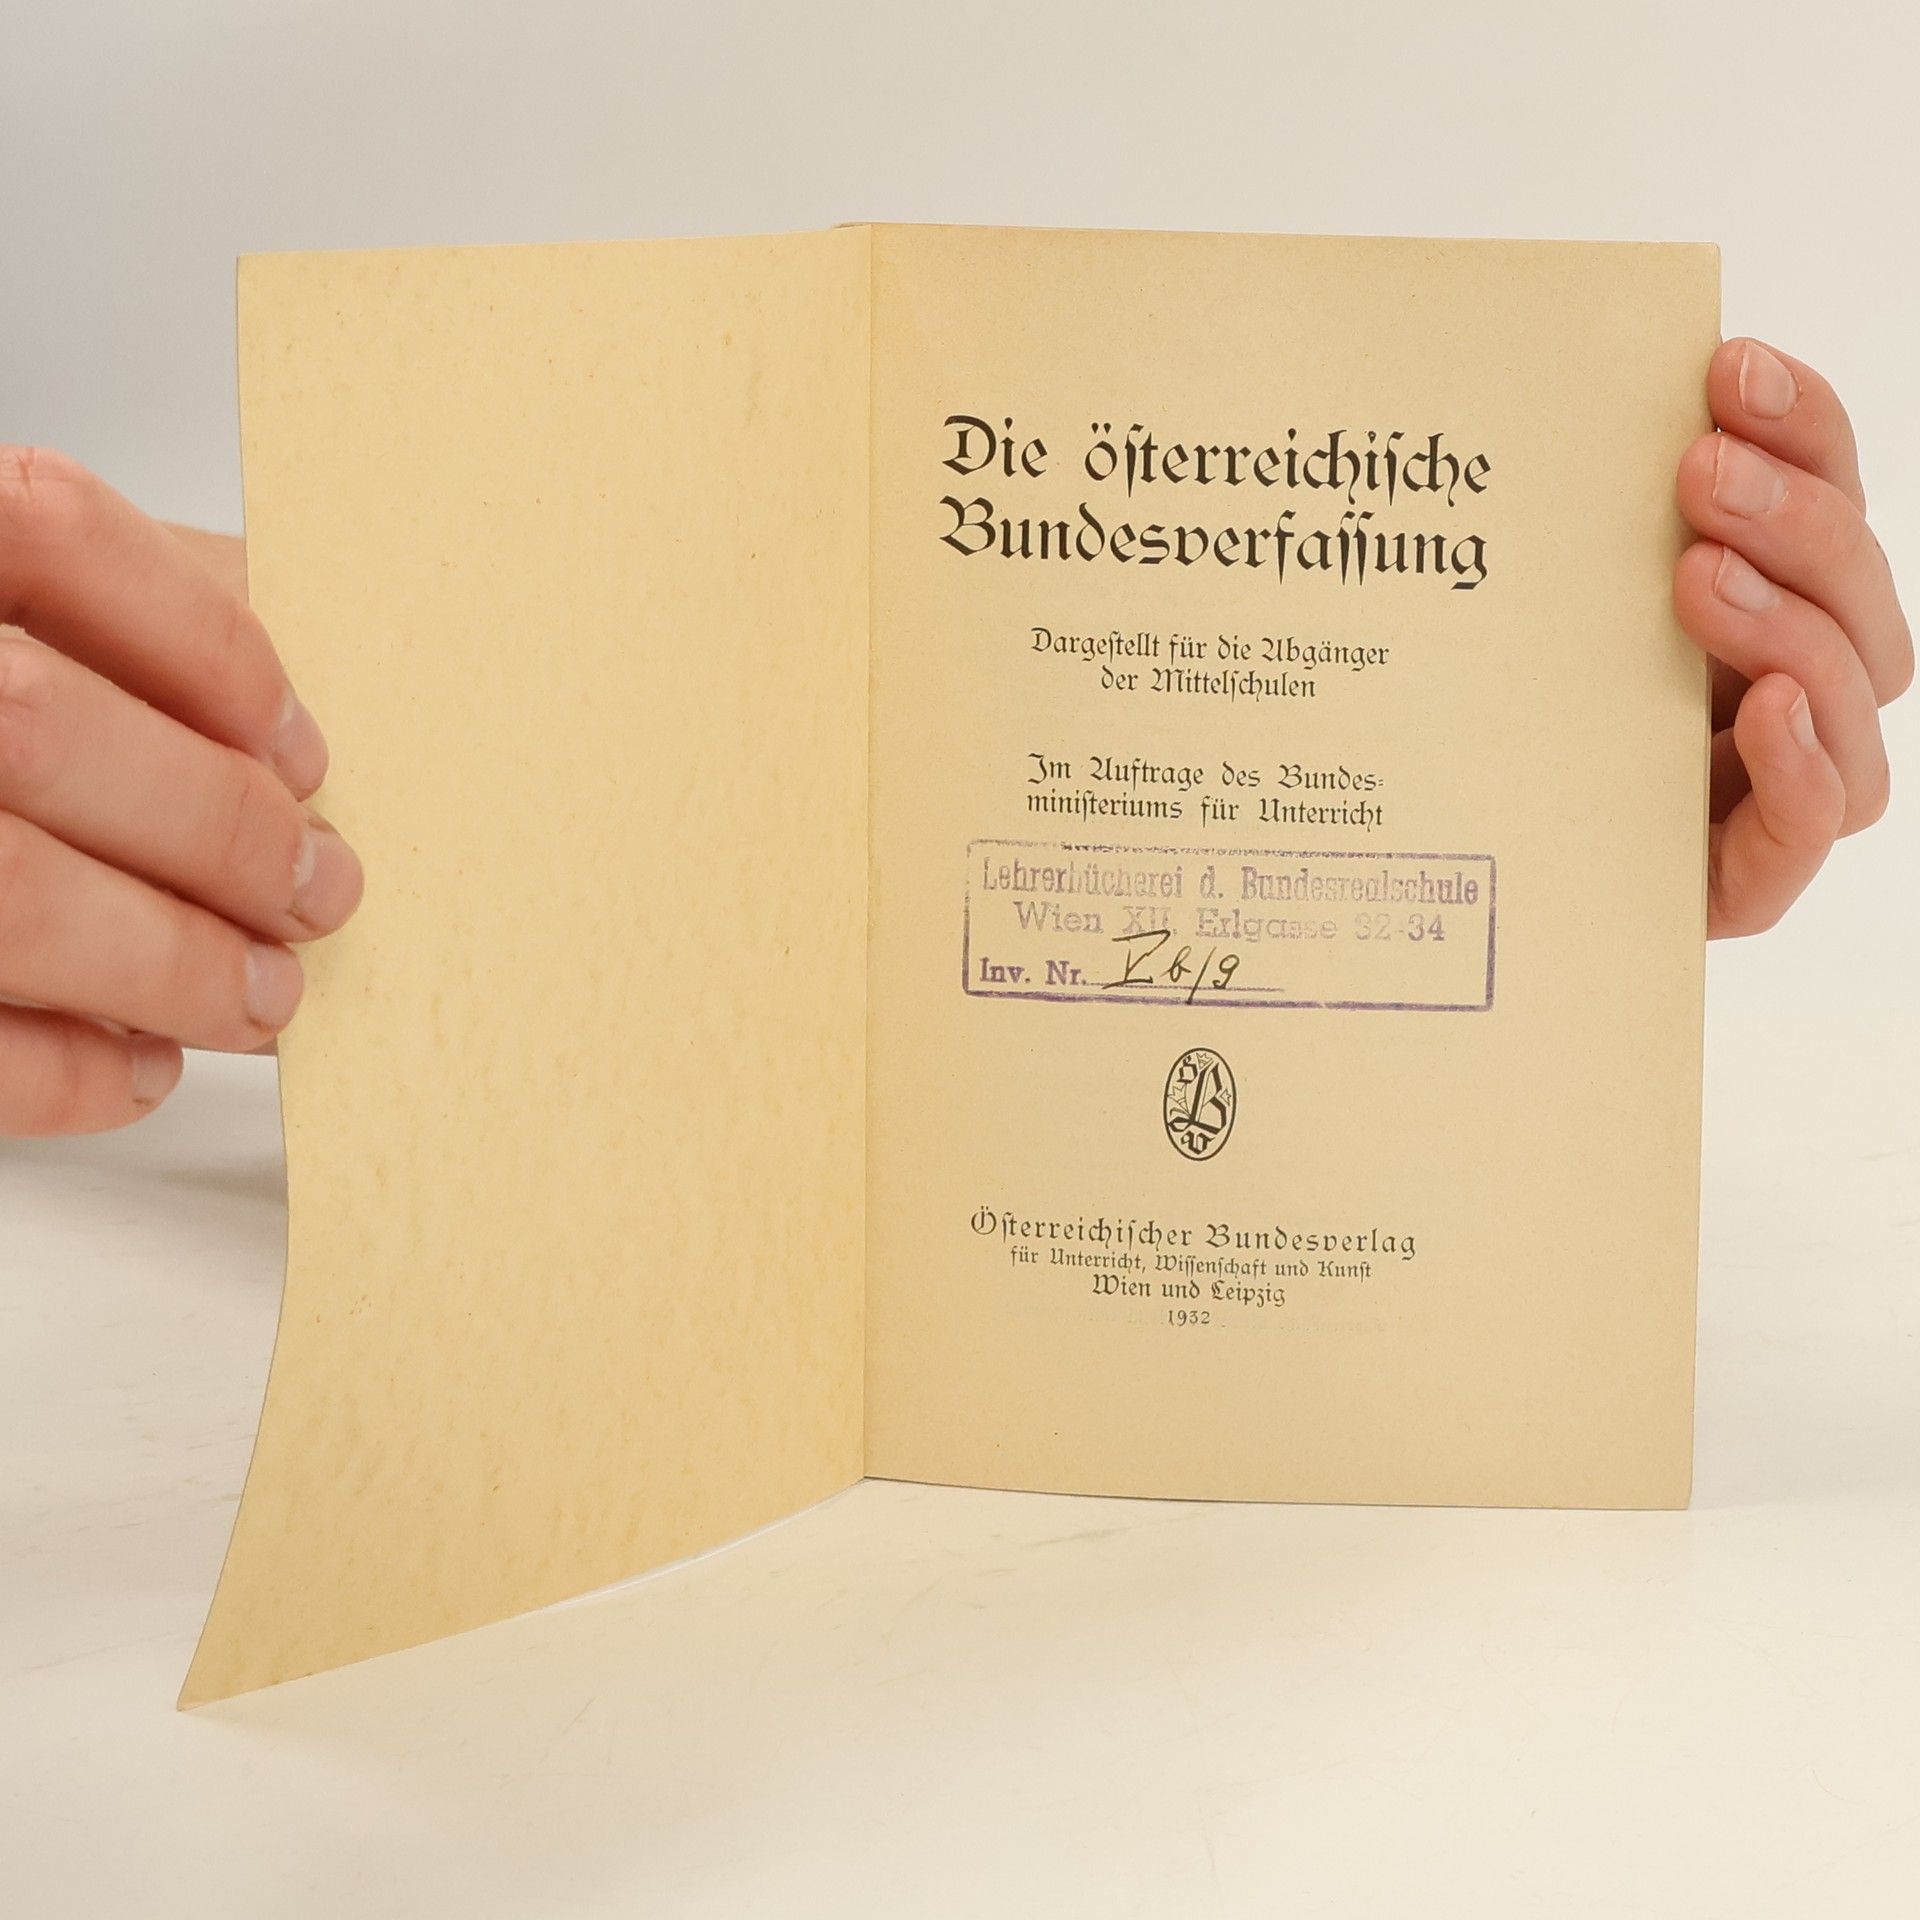 Die öſterreichiſche
Bundesverfaſſung
Dargeſtellt für die Abgänger
der Mittelſchulen
Im Auftrage des Bundes⸗
miniſteriums für Unterricht
Lehrerbücherei d. Bundesrealschule
Wien XII. Erlgasse 32-34
Inv. Nr. V b/9
Ö
B
V
Öſterreichiſcher Bundesverlag
für Unterricht, Wiſſenſchaft und Kunſt
Wien und Leipzig
1932